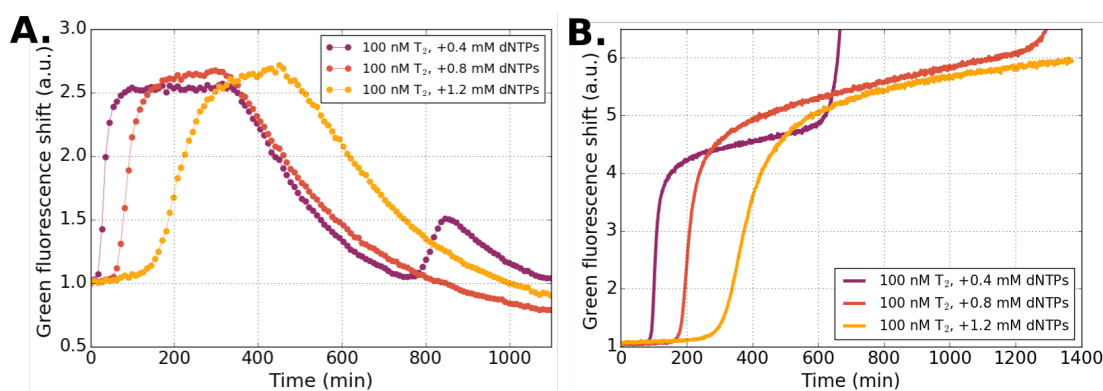 A.
Green fluorescence shift (a.u.)
3.0
2.5
2.0
1.5
1.0
0.5
100 nM T₂, +0.4 mM dNTPs
100 nM T₂, +0.8 mM dNTPs
100 nM T₂, +1.2 mM dNTPs
0 200 400 600 800 1000
Time (min)
B.
Green fluorescence shift (a.u.)
6
5
4
3
2
1
100 nM T₂, +0.4 mM dNTPs
100 nM T₂, +0.8 mM dNTPs
100 nM T₂, +1.2 mM dNTPs
0 200 400 600 800 1000 1200 1400
Time (min)